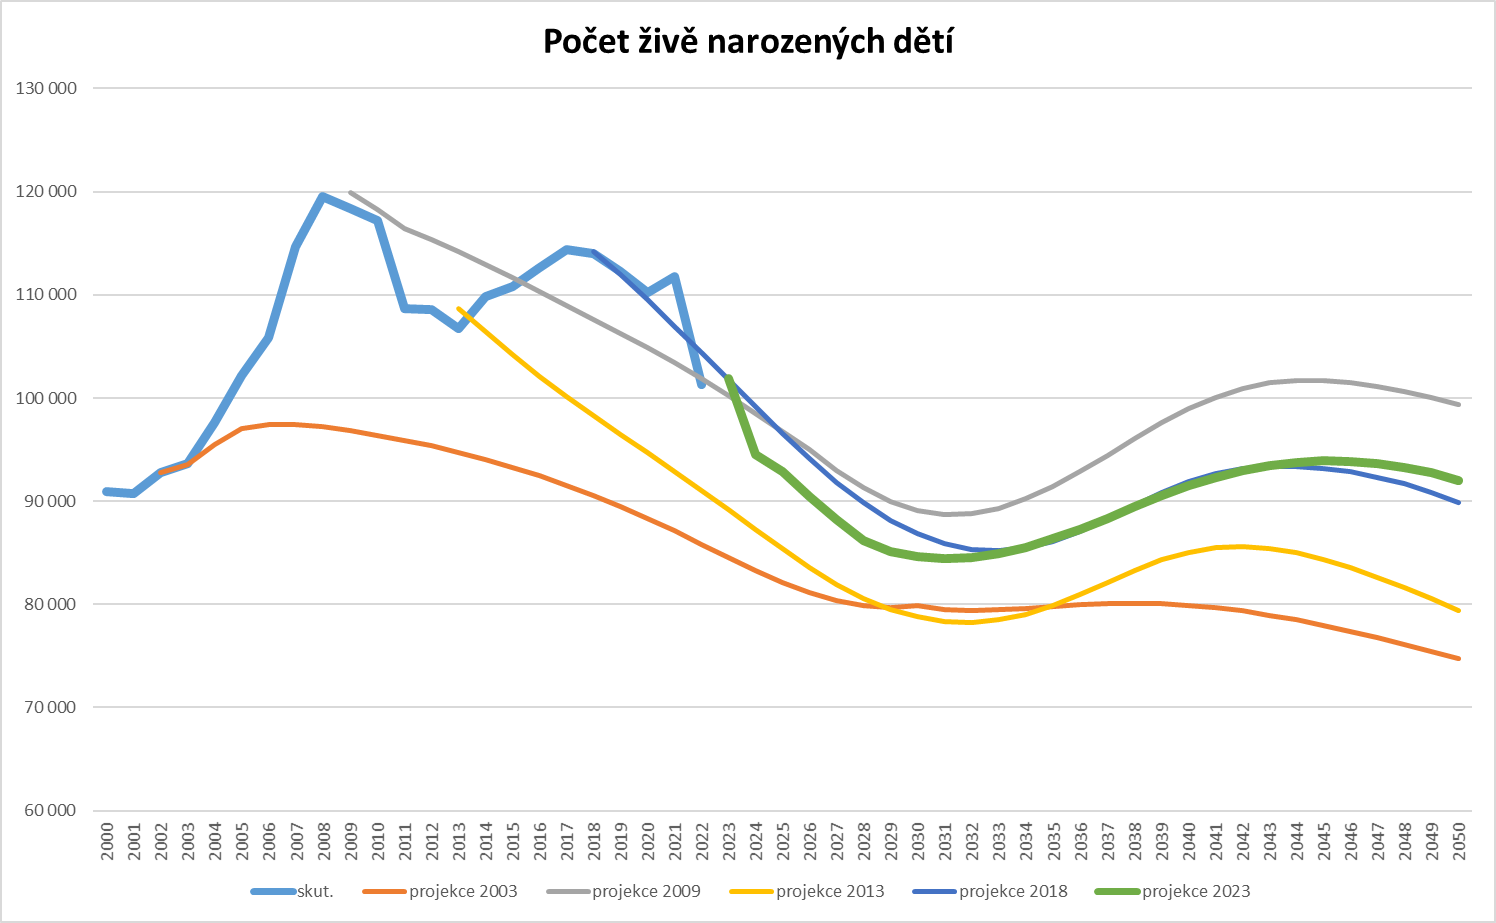 Počet živě narozených dětí
130 000
120 000
110 000
100 000
90 000
80 000
70 000
60 000
2000 2001 2002 2003 2004 2005 2006 2007 2008 2009 2010 2011 2012 2013 2014 2015 2016 2017 2018 2019 2020 2021 2022 2023 2024 2025 2026 2027 2028 2029 2030 2031 2032 2033 2034 2035 2036 2037 2038 2039 2040 2041 2042 2043 2044 2045 2046 2047 2048 2049 2050
skut. projekce 2003 projekce 2009 projekce 2013 projekce 2018 projekce 2023